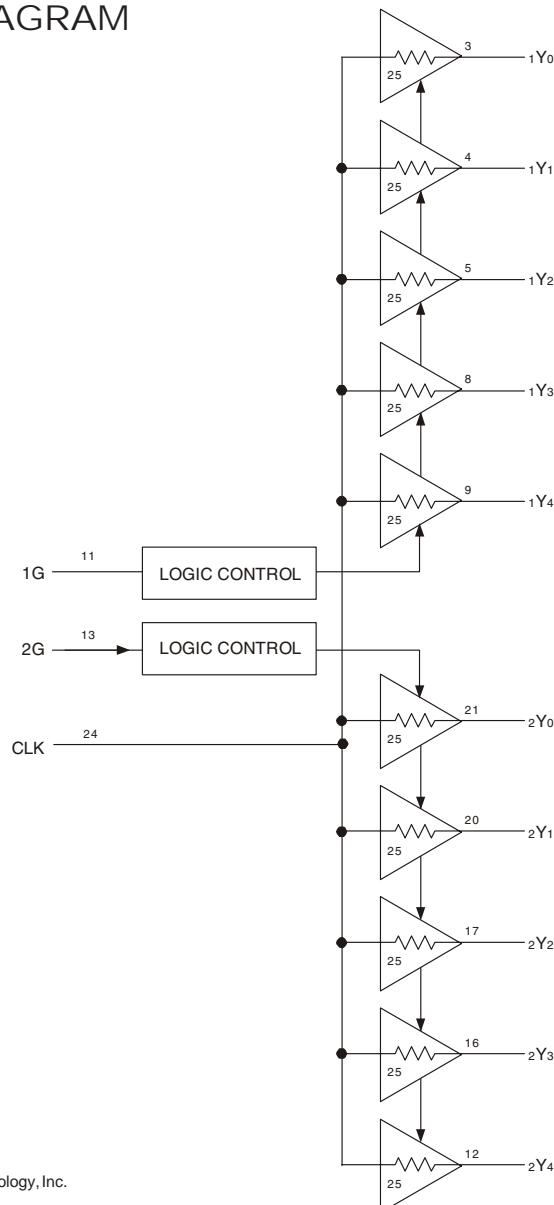 AGRAM
3
1Y0
25
4
1Y1
25
5
1Y2
25
8
1Y3
25
9
1Y4
25
11
1G
LOGIC CONTROL
13
2G
LOGIC CONTROL
21
2Y0
24
CLK
25
20
2Y1
25
17
2Y2
25
16
2Y3
25
12
2Y4
ology, Inc.
25